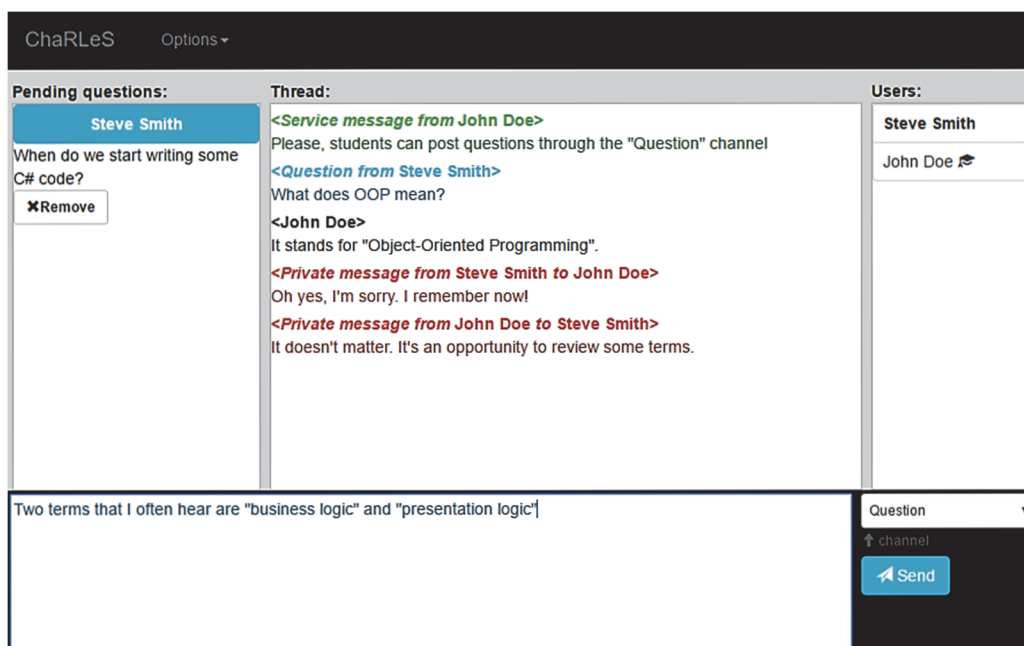 ChaRLeS Options
Pending questions:
Steve Smith
When do we start writing some
C# code?
Remove
Thread:
<Service message from John Doe>
Please, students can post questions through the "Question" channel
<Question from Steve Smith>
What does OOP mean?
<John Doe>
It stands for "Object-Oriented Programming".
<Private message from Steve Smith to John Doe>
Oh yes, I'm sorry. I remember now!
<Private message from John Doe to Steve Smith>
It doesn't matter. It's an opportunity to review some terms.
Users:
Steve Smith
John Doe
Two terms that I often hear are "business logic" and "presentation logic"
Question
channel
Send